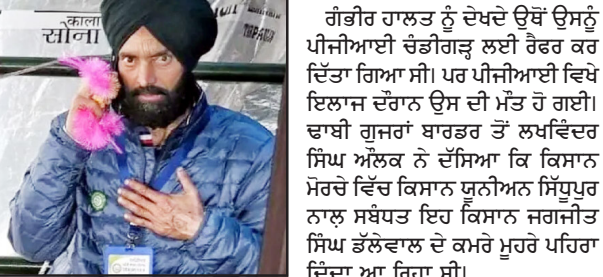 काला
सोना
ਗੰਭੀਰ ਹਾਲਤ ਨੂੰ ਦੇਖਦੇ ਉਥੋਂ ਉਸਨੂੰ
ਪੀਜੀਆਈ ਚੰਡੀਗੜ੍ਹ ਲਈ ਰੈਫਰ ਕਰ
ਦਿੱਤਾ ਗਿਆ ਸੀ। ਪਰ ਪੀਜੀਆਈ ਵਿਖੇ
ਇਲਾਜ ਦੌਰਾਨ ਉਸ ਦੀ ਮੌਤ ਹੋ ਗਈ।
ਢਾਬੀ ਗੁਜਰਾਂ ਬਾਰਡਰ ਤੋਂ ਲਖਵਿੰਦਰ
ਸਿੰਘ ਔਲਕ ਨੇ ਦੱਸਿਆ ਕਿ ਕਿਸਾਨ
ਮੋਰਚੇ ਵਿੱਚ ਕਿਸਾਨ ਯੂਨੀਅਨ ਸਿੱਧੂਪੁਰ
ਨਾਲ਼ ਸਬੰਧਤ ਇਹ ਕਿਸਾਨ ਜਗਜੀਤ
ਸਿੰਘ ਡੱਲੇਵਾਲ ਦੇ ਕਮਰੇ ਮੂਹਰੇ ਪਹਿਰਾ
ਦਿੰਦਾ ਆ ਰਿਹਾ ਸੀ।